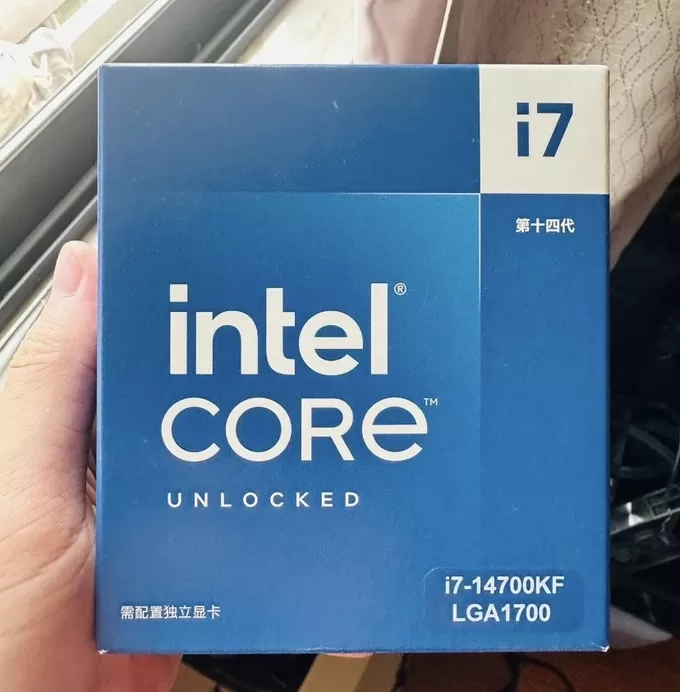 i7
第十四代
intel®
CORe™
UNLOCKED
i7-14700KF
LGA1700
需配置独立显卡